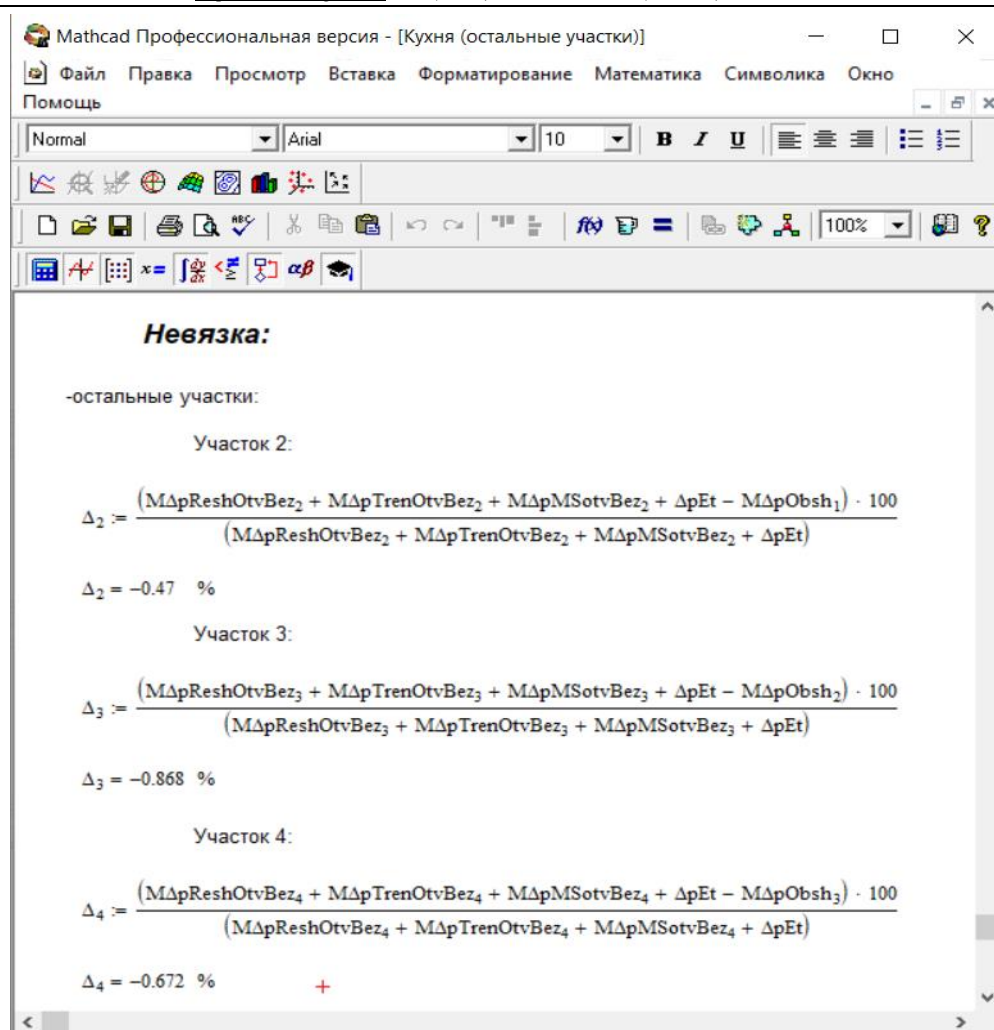 Mathcad Профессиональная версия - [Кухня (остальные участки)]
Файл Правка Просмотр Вставка Форматирование Математика Символика Окно
Помощь
Normal Arial 10 B I U
100%
Невязка:
-остальные участки:
Участок 2:
Δ₂ := (MΔpReshOtvBez₂ + MΔpTrenOtvBez₂ + MΔpMSotvBez₂ + ΔpEt − MΔpObsh₁) · 100
(MΔpReshOtvBez₂ + MΔpTrenOtvBez₂ + MΔpMSotvBez₂ + ΔpEt)
Δ₂ = −0.47 %
Участок 3:
Δ₃ := (MΔpReshOtvBez₃ + MΔpTrenOtvBez₃ + MΔpMSotvBez₃ + ΔpEt − MΔpObsh₂) · 100
(MΔpReshOtvBez₃ + MΔpTrenOtvBez₃ + MΔpMSotvBez₃ + ΔpEt)
Δ₃ = −0.868 %
Участок 4:
Δ₄ := (MΔpReshOtvBez₄ + MΔpTrenOtvBez₄ + MΔpMSotvBez₄ + ΔpEt − MΔpObsh₃) · 100
(MΔpReshOtvBez₄ + MΔpTrenOtvBez₄ + MΔpMSotvBez₄ + ΔpEt)
Δ₄ = −0.672 %